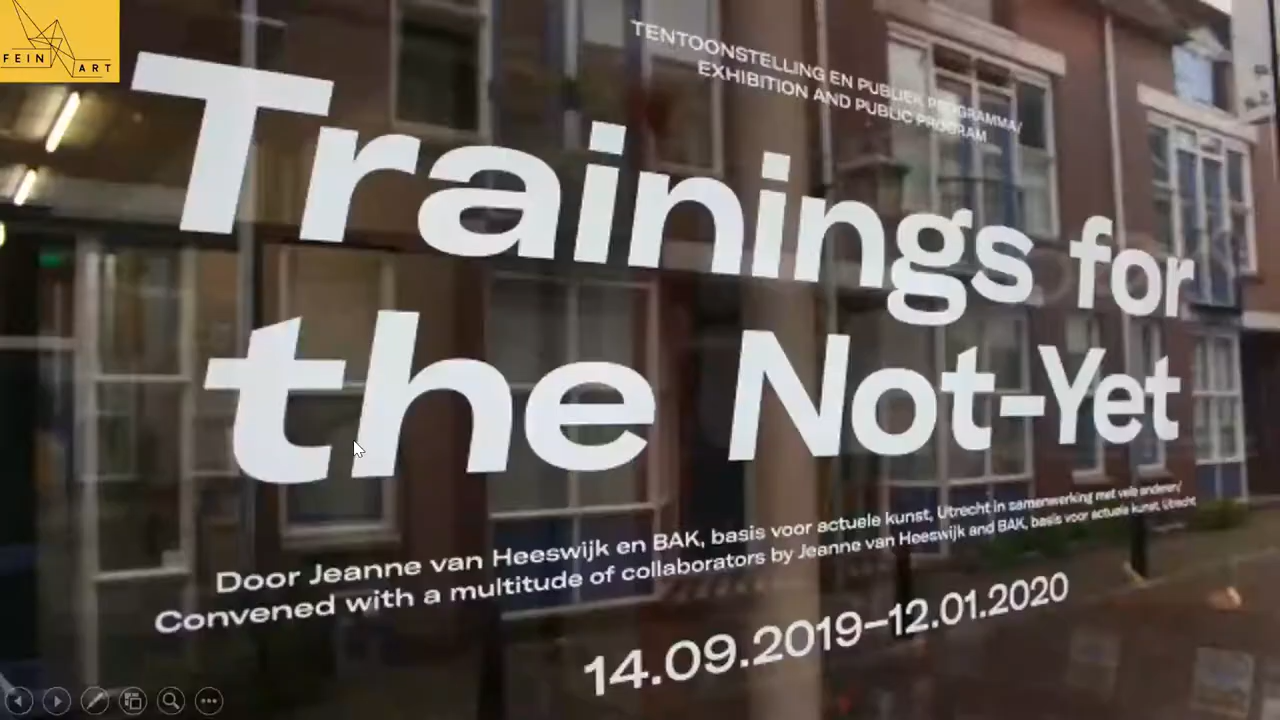 FEIN
ART
TENTOONSTELLING EN PUBLIEK PROGRAMMA/
EXHIBITION AND PUBLIC PROGRAM
Trainings for
the Not-Yet
Door Jeanne van Heeswijk en BAK, basis voor actuele kunst, Utrecht in samenwerking met vele anderen/
Convened with a multitude of collaborators by Jeanne van Heeswijk and BAK, basis voor actuele kunst, Utrecht
14.09.2019–12.01.2020